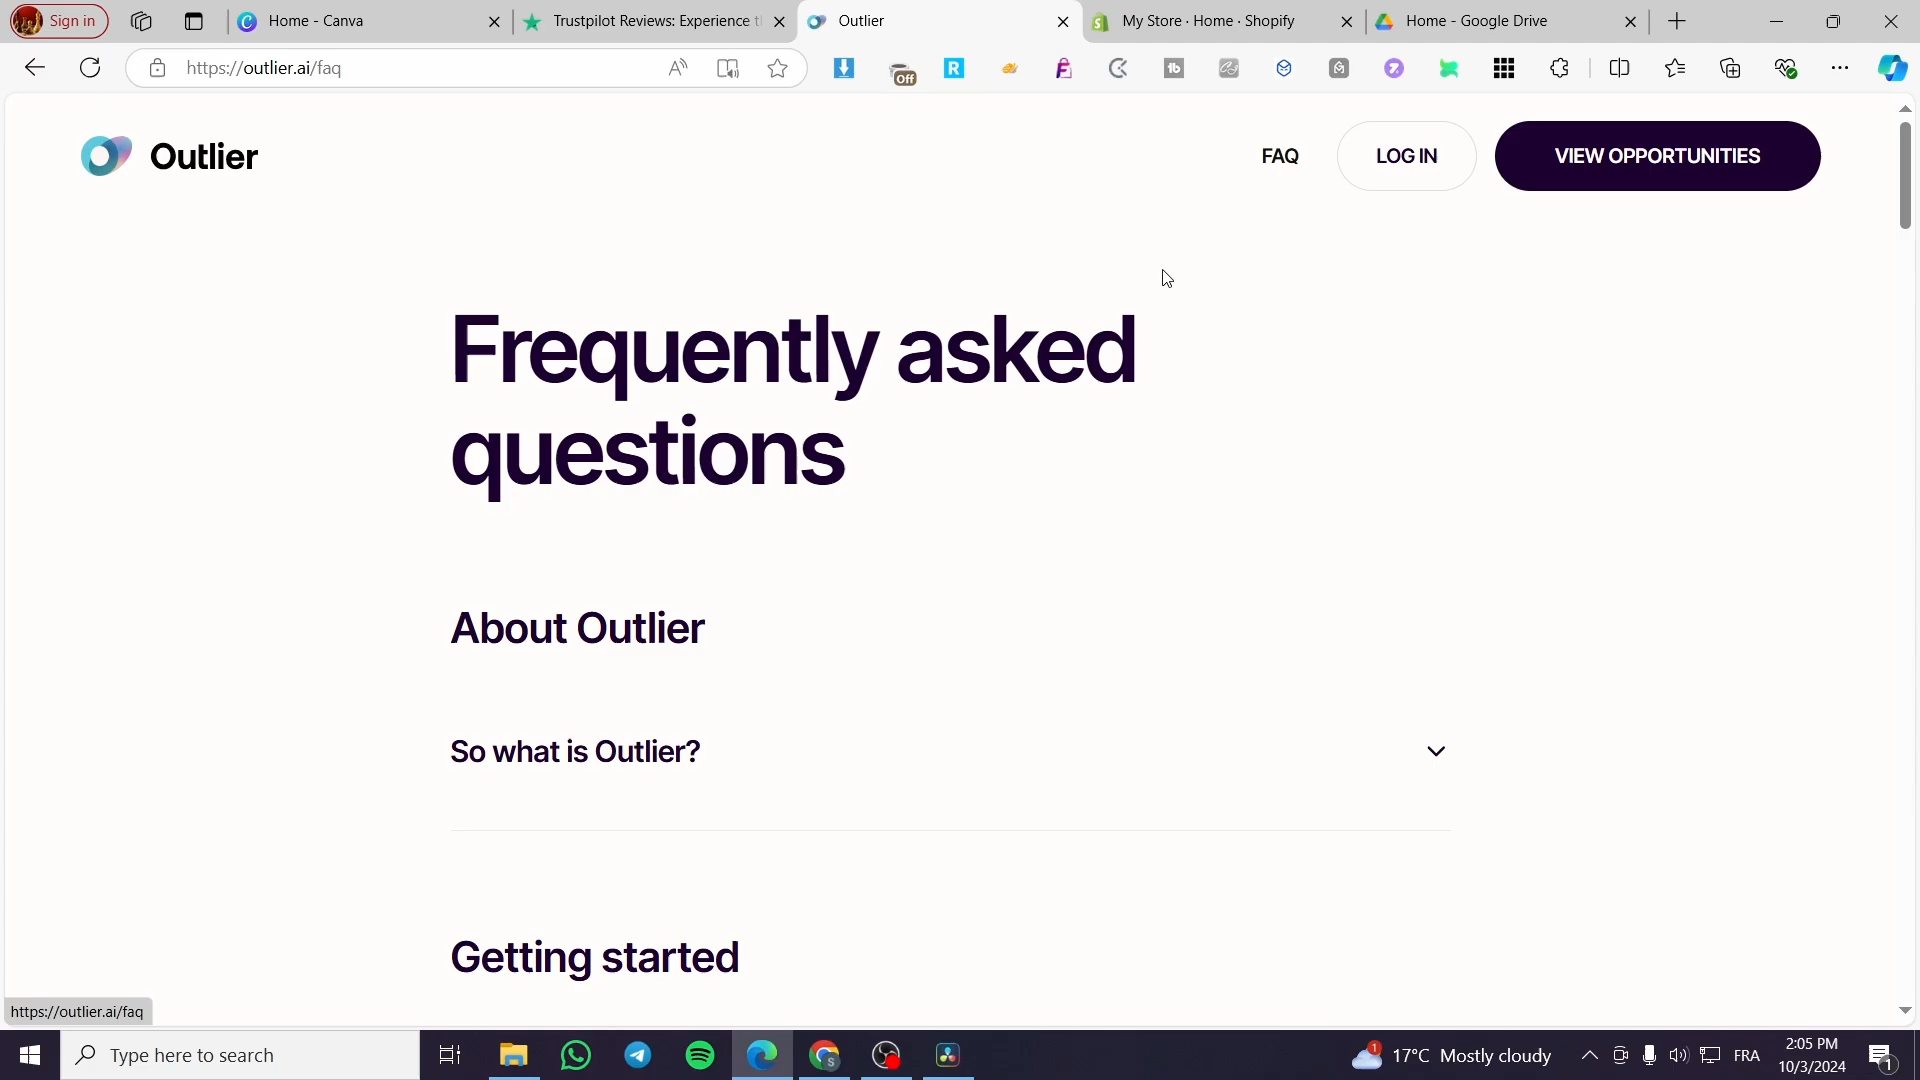 Sign in
Home - Canva
Trustpilot Reviews: Experience t
Outlier
My Store · Home · Shopify
Home - Google Drive
https://outlier.ai/faq
Off
Outlier
FAQ
LOG IN
VIEW OPPORTUNITIES
Frequently asked
questions
About Outlier
So what is Outlier?
Getting started
https://outlier.ai/faq
Type here to search
17°C Mostly cloudy
FRA
2:05 PM
10/3/2024